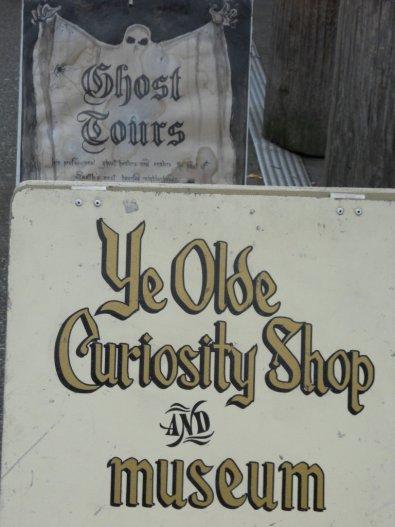 Ghost
Tours
Ye Olde
Curiosity Shop
AND
museum